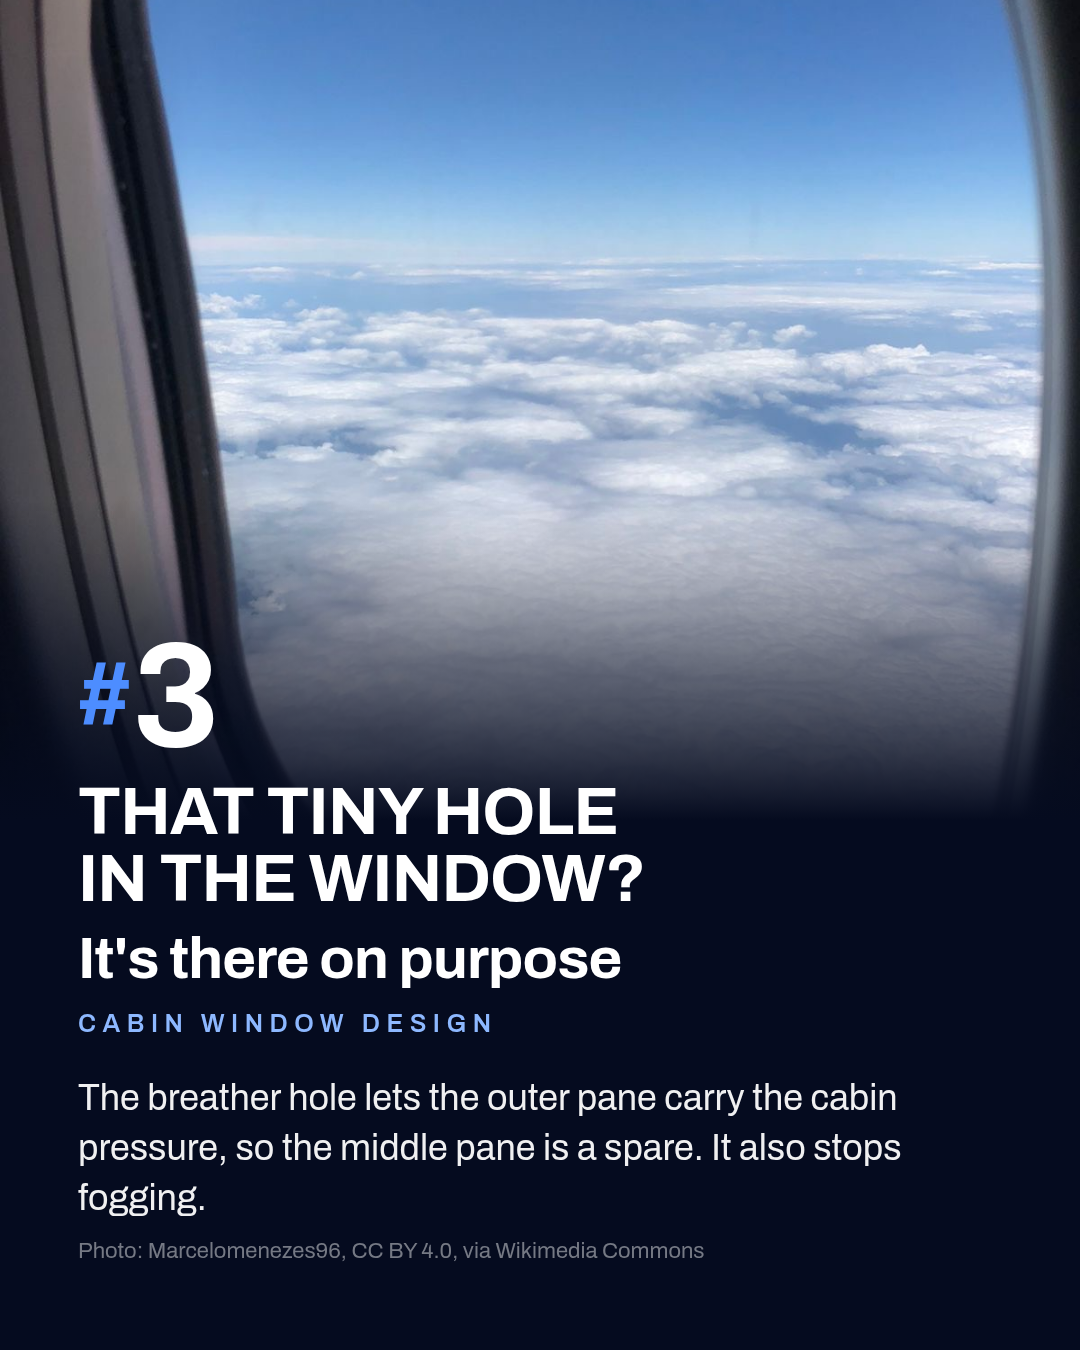 #3
THAT TINY HOLE
IN THE WINDOW?
It's there on purpose
CABIN WINDOW DESIGN
The breather hole lets the outer pane carry the cabin
pressure, so the middle pane is a spare. It also stops
fogging.
Photo: Marcelomenezes96, CC BY 4.0, via Wikimedia Commons